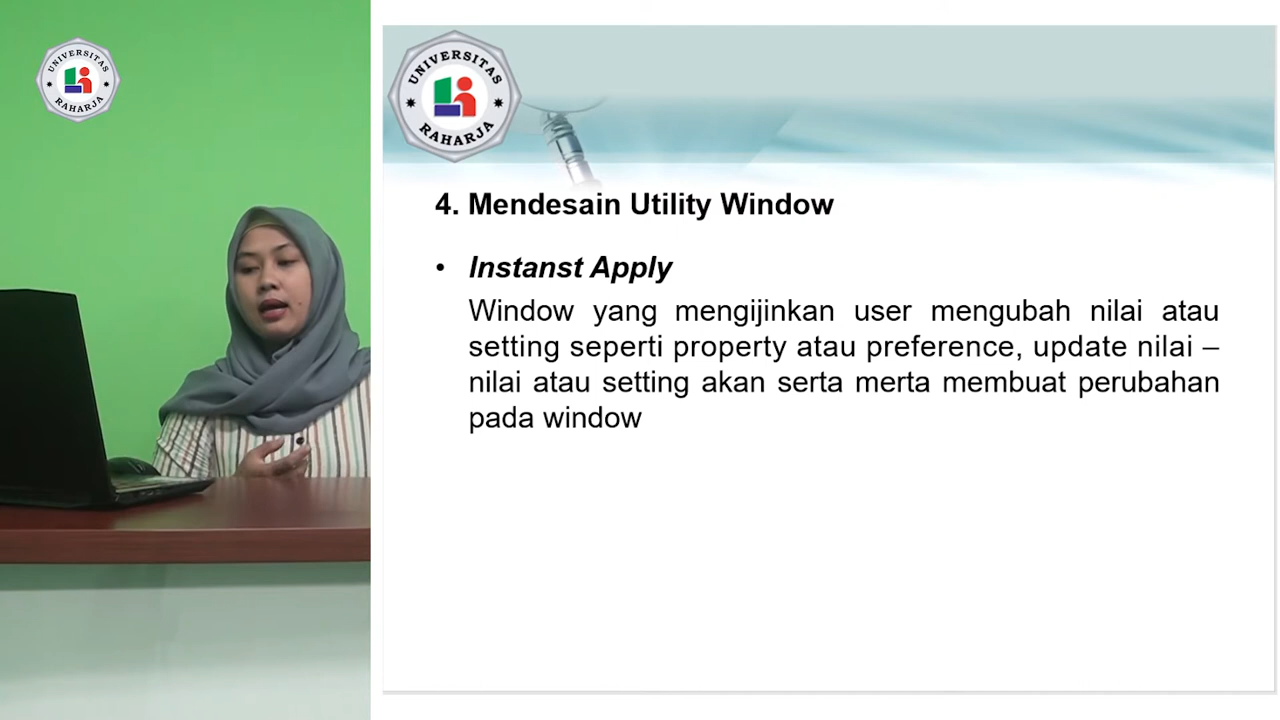 UNIVERSITAS
RAHARJA
UNIVERSITAS
RAHARJA
4. Mendesain Utility Window
• Instanst Apply
Window yang mengijinkan user mengubah nilai atau
setting seperti property atau preference, update nilai –
nilai atau setting akan serta merta membuat perubahan
pada window